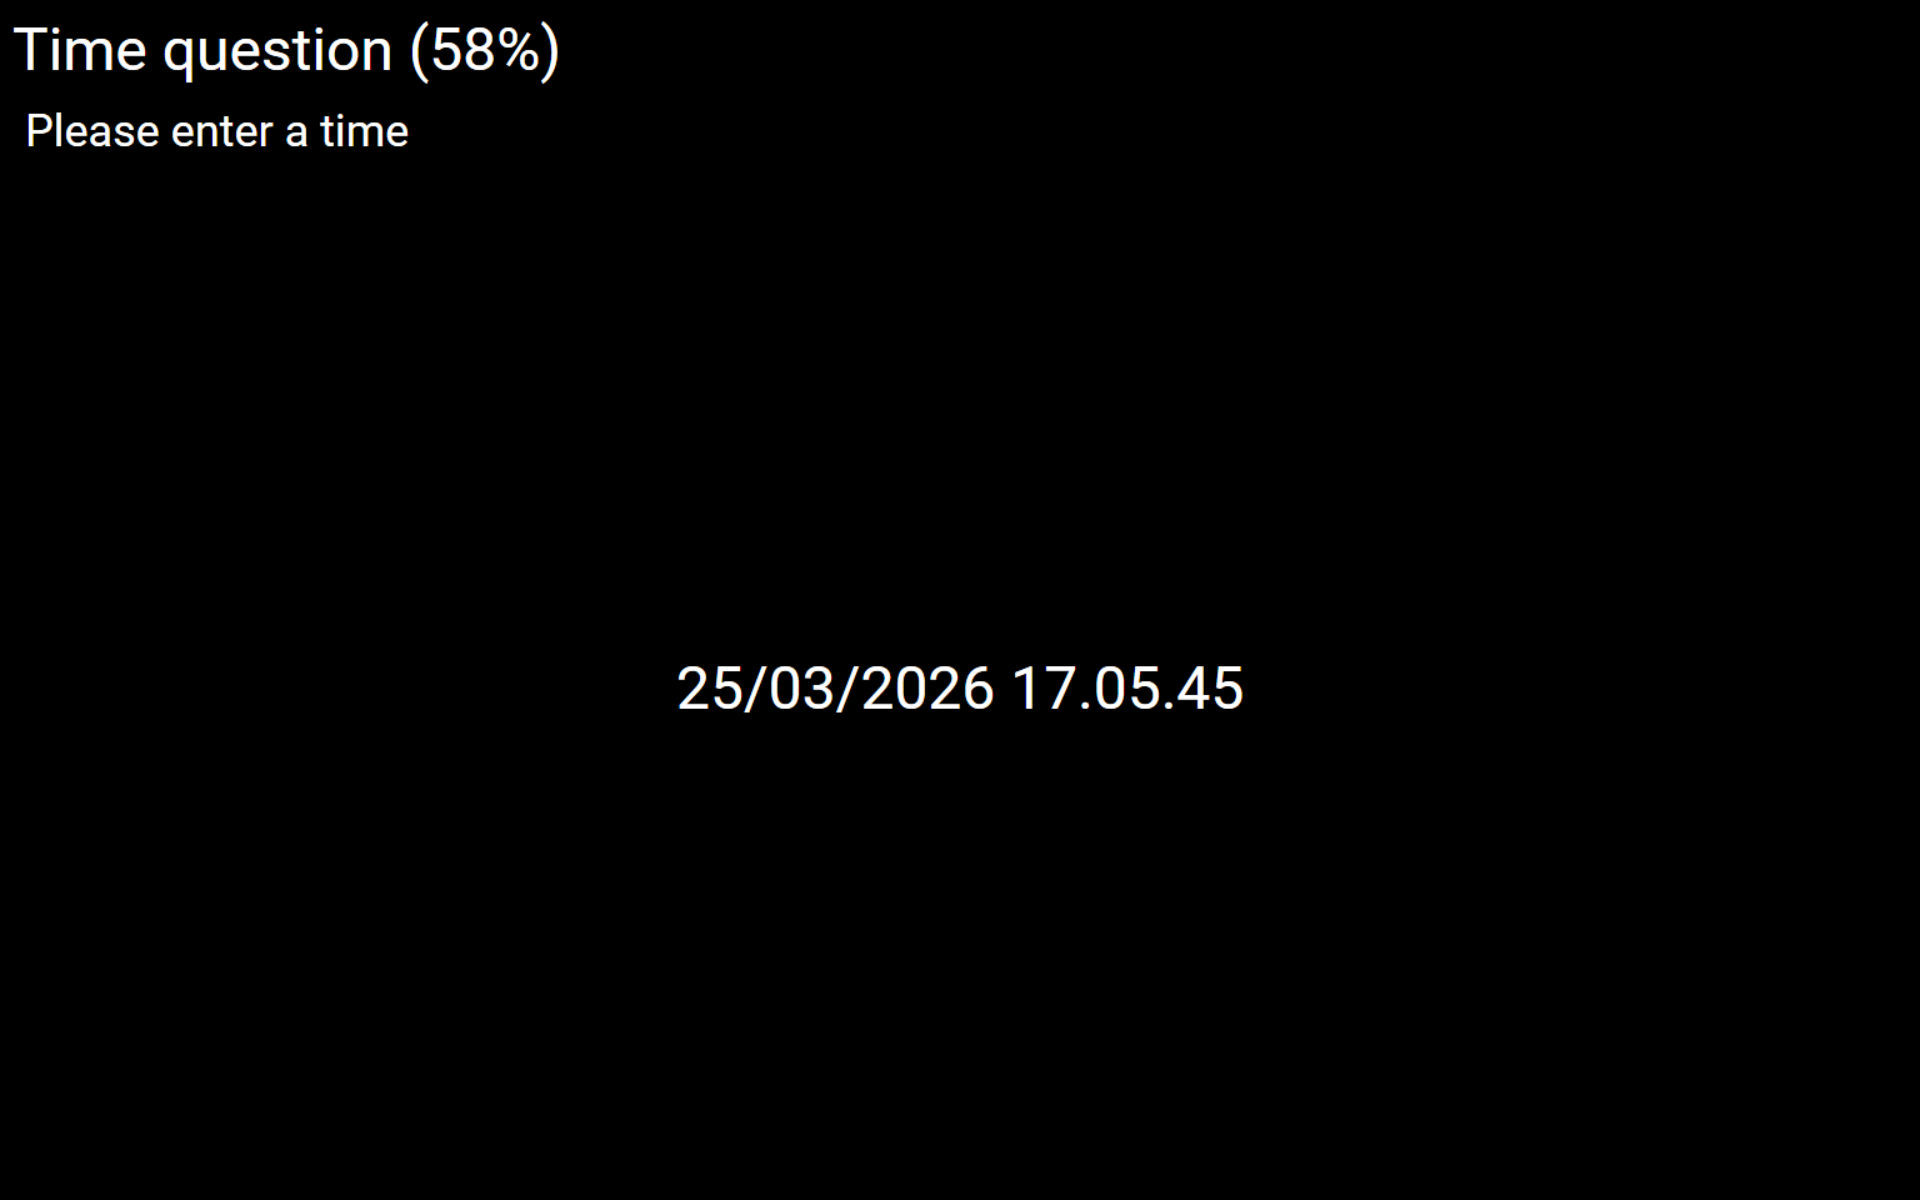 Time question (58%)
Please enter a time
25/03/2026 17.05.45